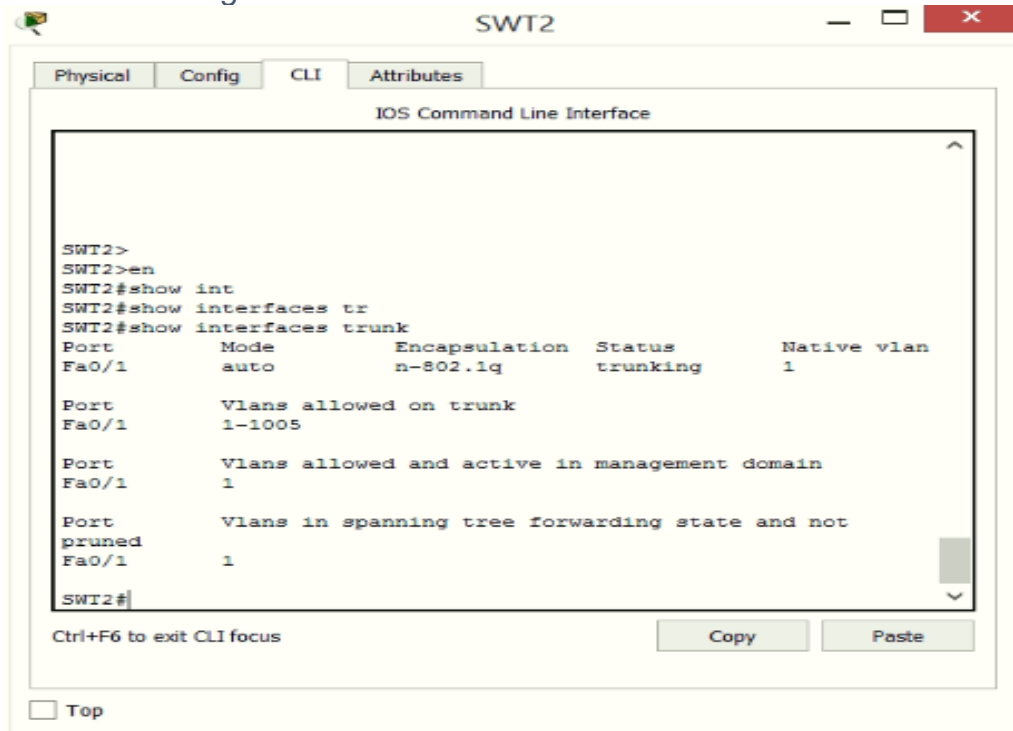 SWT2
Physical Config CLI Attributes
IOS Command Line Interface
SWT2>
SWT2>en
SWT2#show int
SWT2#show interfaces tr
SWT2#show interfaces trunk
Port Mode Encapsulation Status Native vlan
Fa0/1 auto n-802.1q trunking 1
Port Vlans allowed on trunk
Fa0/1 1-1005
Port Vlans allowed and active in management domain
Fa0/1 1
Port Vlans in spanning tree forwarding state and not
pruned
Fa0/1 1
SWT2#
Ctrl+F6 to exit CLI focus
Copy Paste
Top